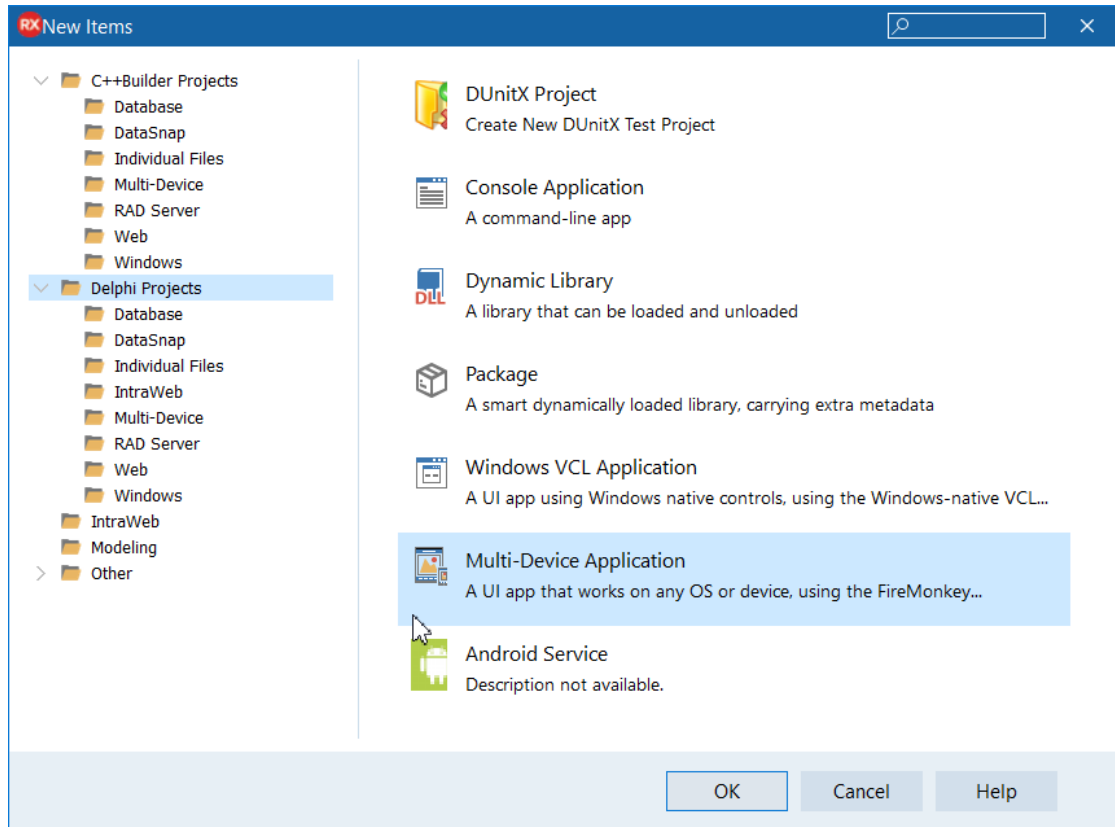 RX New Items
C++Builder Projects
Database
DataSnap
Individual Files
Multi-Device
RAD Server
Web
Windows
Delphi Projects
Database
DataSnap
Individual Files
IntraWeb
Multi-Device
RAD Server
Web
Windows
IntraWeb
Modeling
Other
DUnitX Project
Create New DUnitX Test Project
Console Application
A command-line app
DLL
Dynamic Library
A library that can be loaded and unloaded
Package
A smart dynamically loaded library, carrying extra metadata
Windows VCL Application
A UI app using Windows native controls, using the Windows-native VCL...
Multi-Device Application
A UI app that works on any OS or device, using the FireMonkey...
Android Service
Description not available.
OK Cancel Help